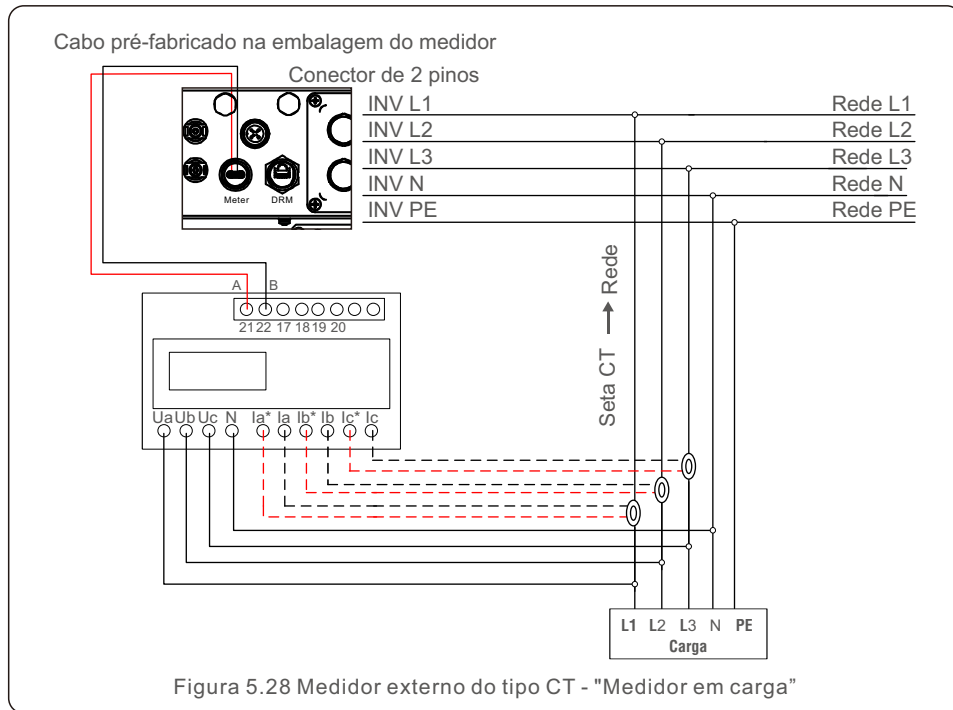 Cabo pré-fabricado na embalagem do medidor
Conector de 2 pinos
INV L1
Rede L1
INV L2
Rede L2
INV L3
Rede L3
INV N
Rede N
INV PE
Rede PE
Meter
DRM
Seta CT
Rede
A
B
21 22 17 18 19 20
Ua Ub Uc N Ia* Ia Ib* Ib Ic* Ic
L1 L2 L3 N PE
Carga
Figura 5.28 Medidor externo do tipo CT - "Medidor em carga”